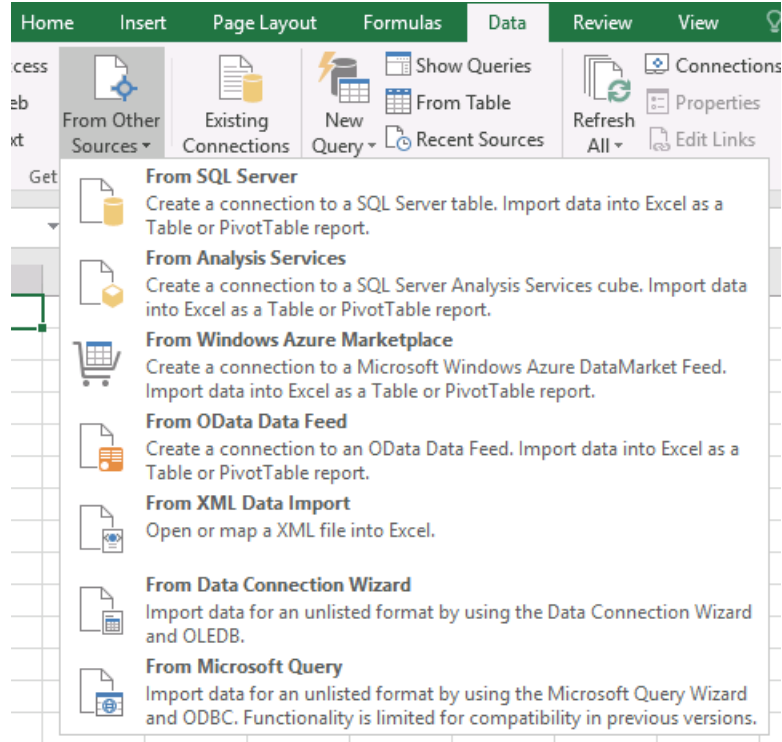 Home Insert Page Layout Formulas Data Review View
Show Queries Connections
From Table Properties
From Other Existing New Refresh
Sources Connections Query Recent Sources All Edit Links
Get
From SQL Server
Create a connection to a SQL Server table. Import data into Excel as a
Table or PivotTable report.
From Analysis Services
Create a connection to a SQL Server Analysis Services cube. Import data
into Excel as a Table or PivotTable report.
From Windows Azure Marketplace
Create a connection to a Microsoft Windows Azure DataMarket Feed.
Import data into Excel as a Table or PivotTable report.
From OData Data Feed
Create a connection to an OData Data Feed. Import data into Excel as a
Table or PivotTable report.
From XML Data Import
Open or map a XML file into Excel.
From Data Connection Wizard
Import data for an unlisted format by using the Data Connection Wizard
and OLEDB.
From Microsoft Query
Import data for an unlisted format by using the Microsoft Query Wizard
and ODBC. Functionality is limited for compatibility in previous versions.